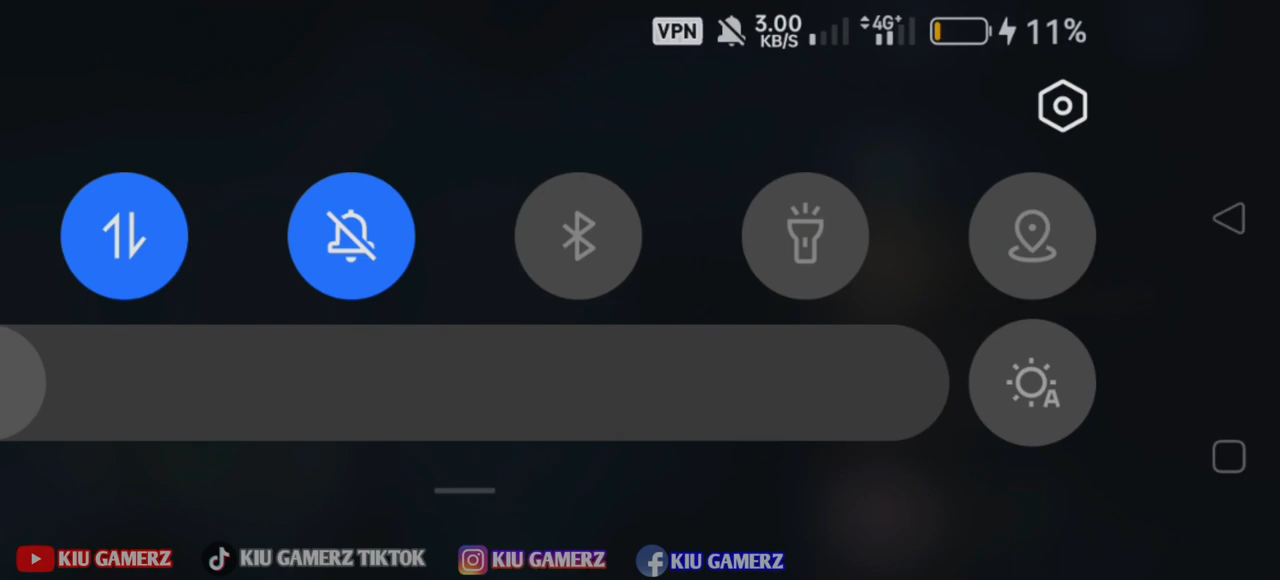 VPN 3.00 KB/S 4G+ 11%
A
KIU GAMERZ KIU GAMERZ TIKTOK KIU GAMERZ KIU GAMERZ